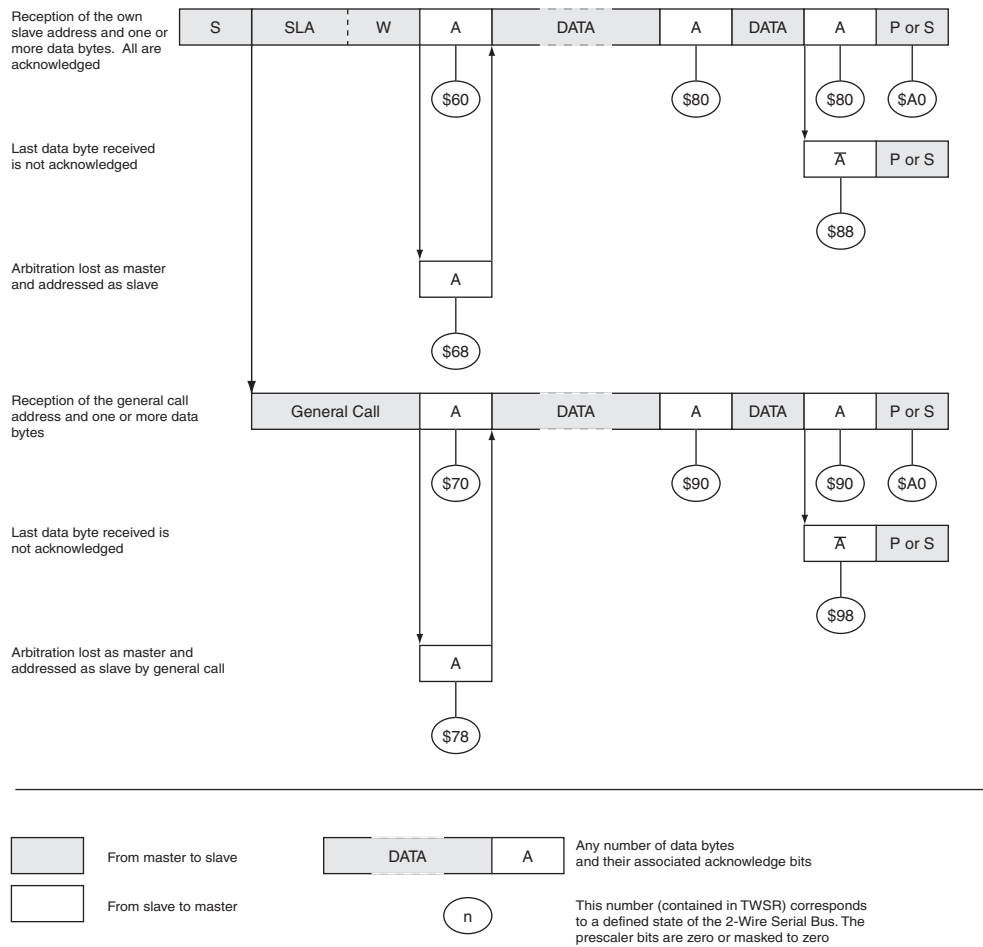 Reception of the own
slave address and one or
more data bytes. All are
acknowledged
S SLA W A DATA A DATA A P or S
$60 $80 $80 $A0
Last data byte received
is not acknowledged
A̅ P or S
$88
Arbitration lost as master
and addressed as slave
A
$68
Reception of the general call
address and one or more data
bytes
General Call A DATA A DATA A P or S
$70 $90 $90 $A0
Last data byte received is
not acknowledged
A̅ P or S
$98
Arbitration lost as master and
addressed as slave by general call
A
$78
From master to slave
DATA A
Any number of data bytes
and their associated acknowledge bits
From slave to master
n
This number (contained in TWSR) corresponds
to a defined state of the 2-Wire Serial Bus. The
prescaler bits are zero or masked to zero